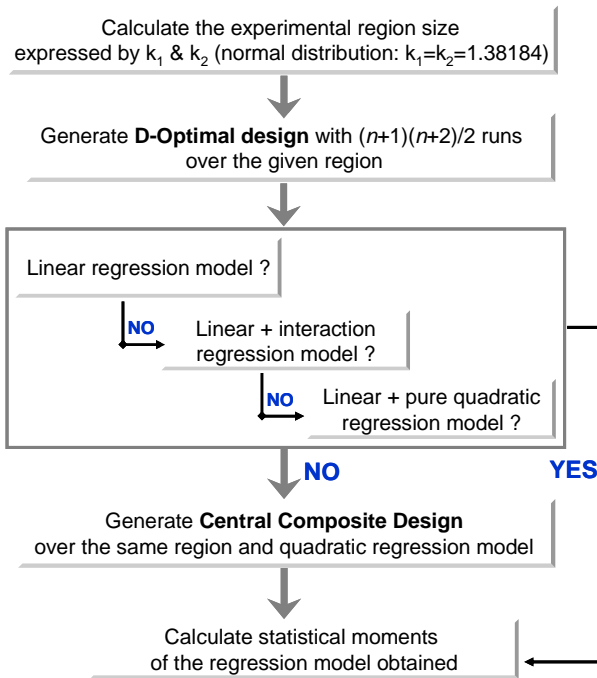 Calculate the experimental region size
expressed by k₁ & k₂ (normal distribution: k₁=k₂=1.38184)
Generate D-Optimal design with (n+1)(n+2)/2 runs
over the given region
Linear regression model ?
NO
Linear + interaction
regression model ?
NO
Linear + pure quadratic
regression model ?
NO
YES
Generate Central Composite Design
over the same region and quadratic regression model
Calculate statistical moments
of the regression model obtained